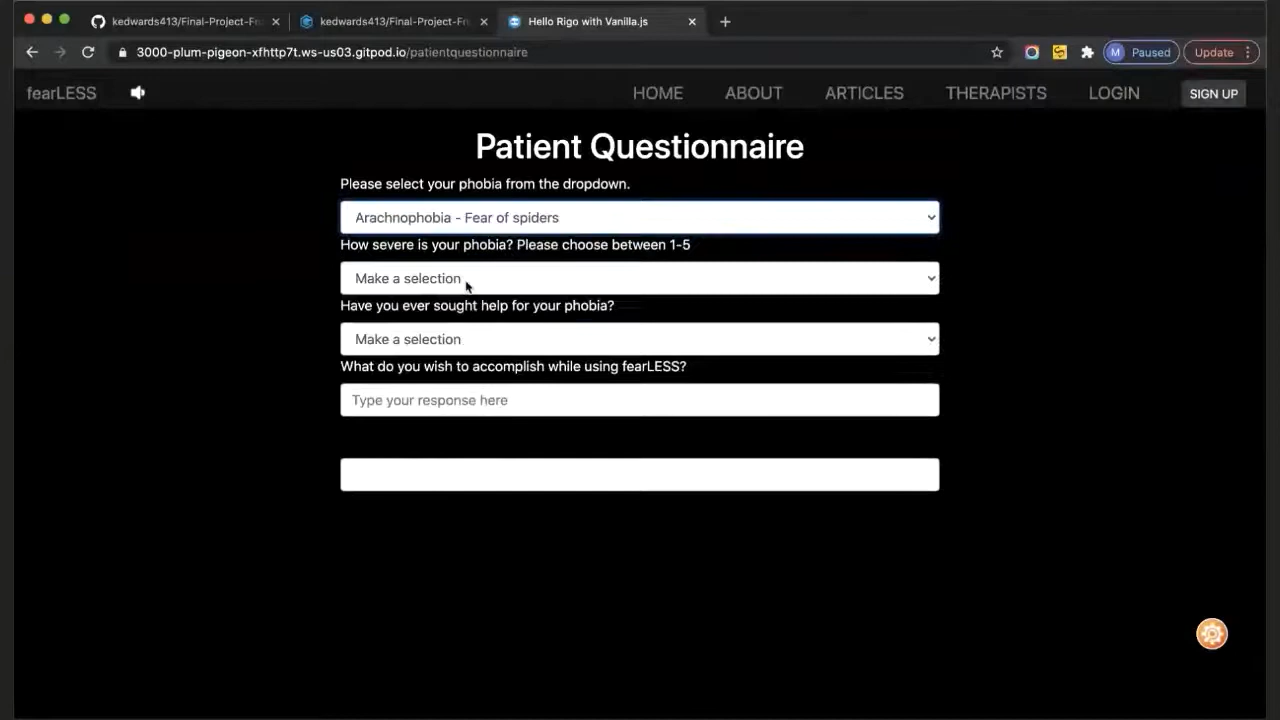 kedwards413/Final-Project-Fr
kedwards413/Final-Project-Fr
Hello Rigo with Vanilla.js
3000-plum-pigeon-xfhttp7t.ws-us03.gitpod.io/patientquestionnaire
M Paused
Update
fearLESS
HOME
ABOUT
ARTICLES
THERAPISTS
LOGIN
SIGN UP
Patient Questionnaire
Please select your phobia from the dropdown.
Arachnophobia - Fear of spiders
How severe is your phobia? Please choose between 1-5
Make a selection
Have you ever sought help for your phobia?
Make a selection
What do you wish to accomplish while using fearLESS?
Type your response here